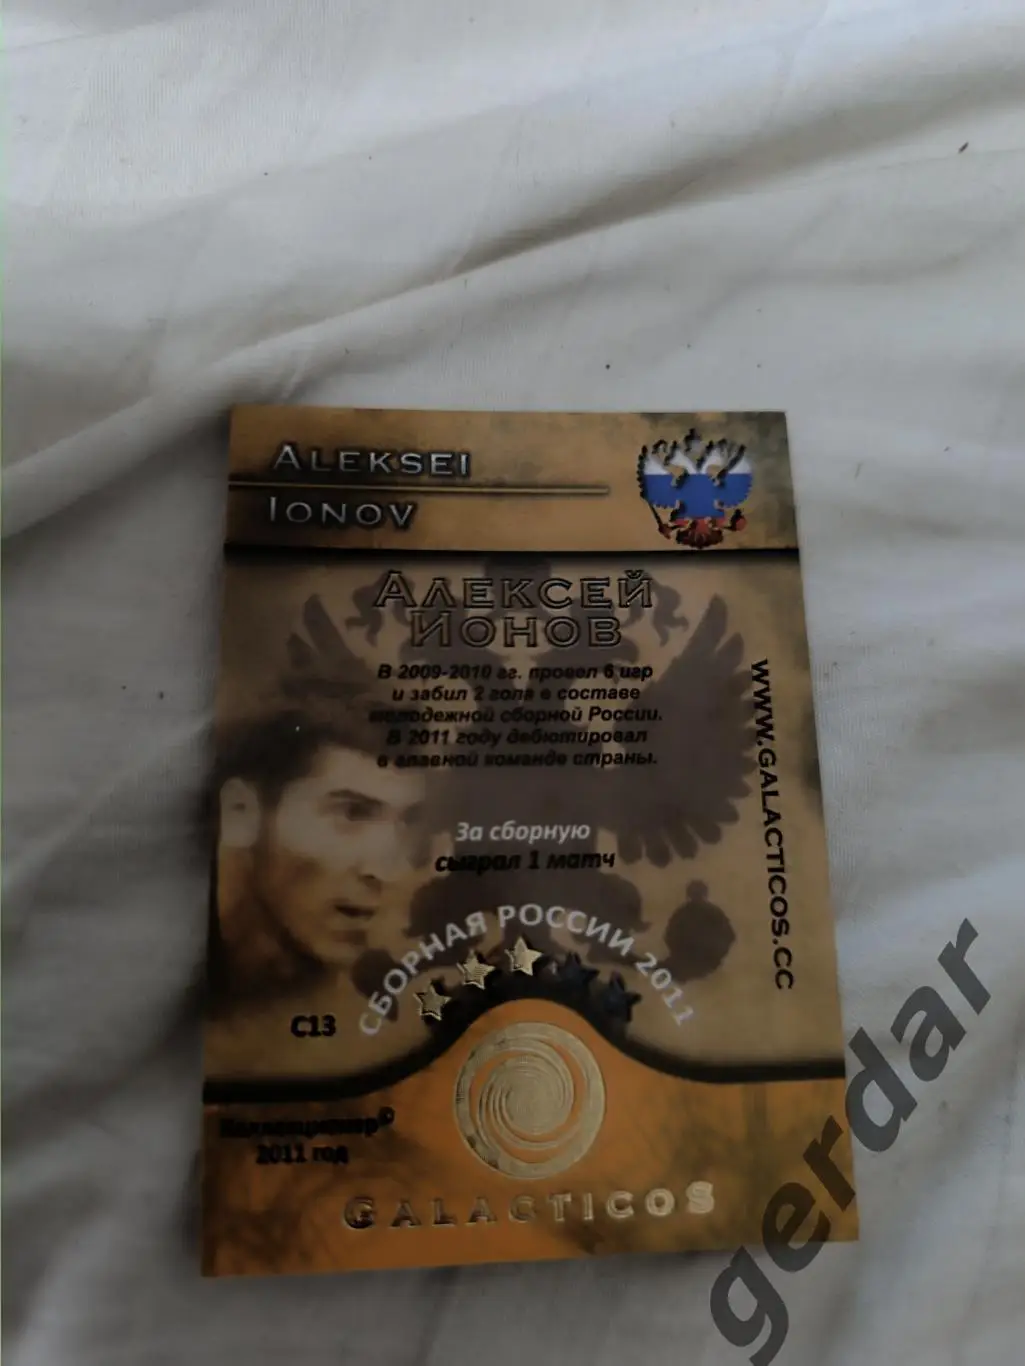 ALEKSEI
IONOV
АЛЕКСЕЙ
ИОНОВ
В 2009-2010 гг. провел 6 игр
и забил 2 гола в составе
молодежной сборной России.
В 2011 году дебютировал
в главной команде страны.
За сборную
сыграл 1 матч
СБОРНАЯ РОССИИ 2011
WWW.GALACTICOS.CC
C13
Коллекционер©
2011 год
GALACTICOS
gerdar